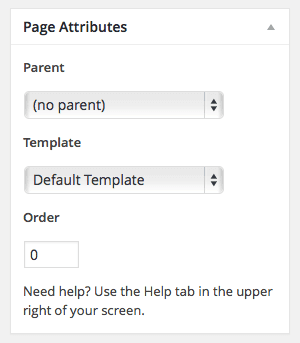 Page Attributes
Parent
(no parent)
Template
Default Template
Order
0
Need help? Use the Help tab in the upper
right of your screen.